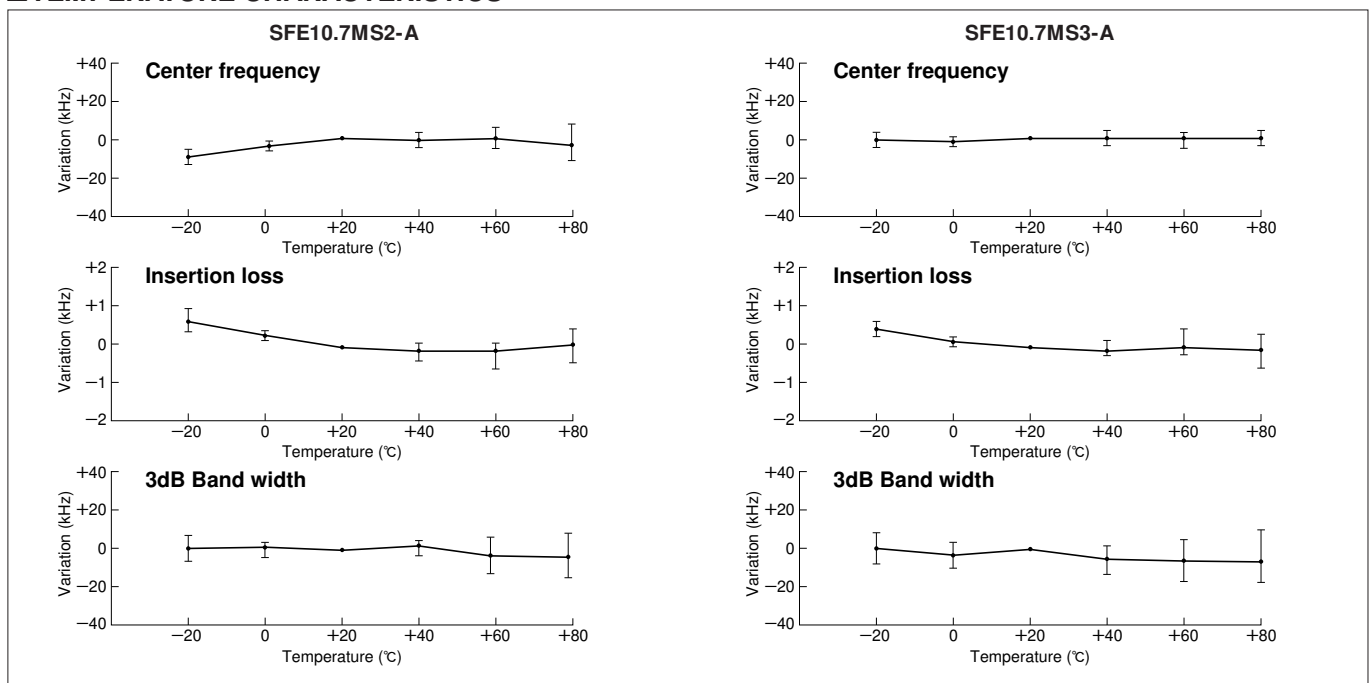 SFE10.7MS2-A
Center frequency
Variation (kHz)
+40
+20
0
−20
−40
−20 0 +20 +40 +60 +80
Temperature (℃)
Insertion loss
Variation (kHz)
+2
+1
0
−1
−2
−20 0 +20 +40 +60 +80
Temperature (℃)
3dB Band width
Variation (kHz)
+40
+20
0
−20
−40
−20 0 +20 +40 +60 +80
Temperature (℃)
SFE10.7MS3-A
Center frequency
Variation (kHz)
+40
+20
0
−20
−40
−20 0 +20 +40 +60 +80
Temperature (℃)
Insertion loss
Variation (kHz)
+2
+1
0
−1
−2
−20 0 +20 +40 +60 +80
Temperature (℃)
3dB Band width
Variation (kHz)
+40
+20
0
−20
−40
−20 0 +20 +40 +60 +80
Temperature (℃)